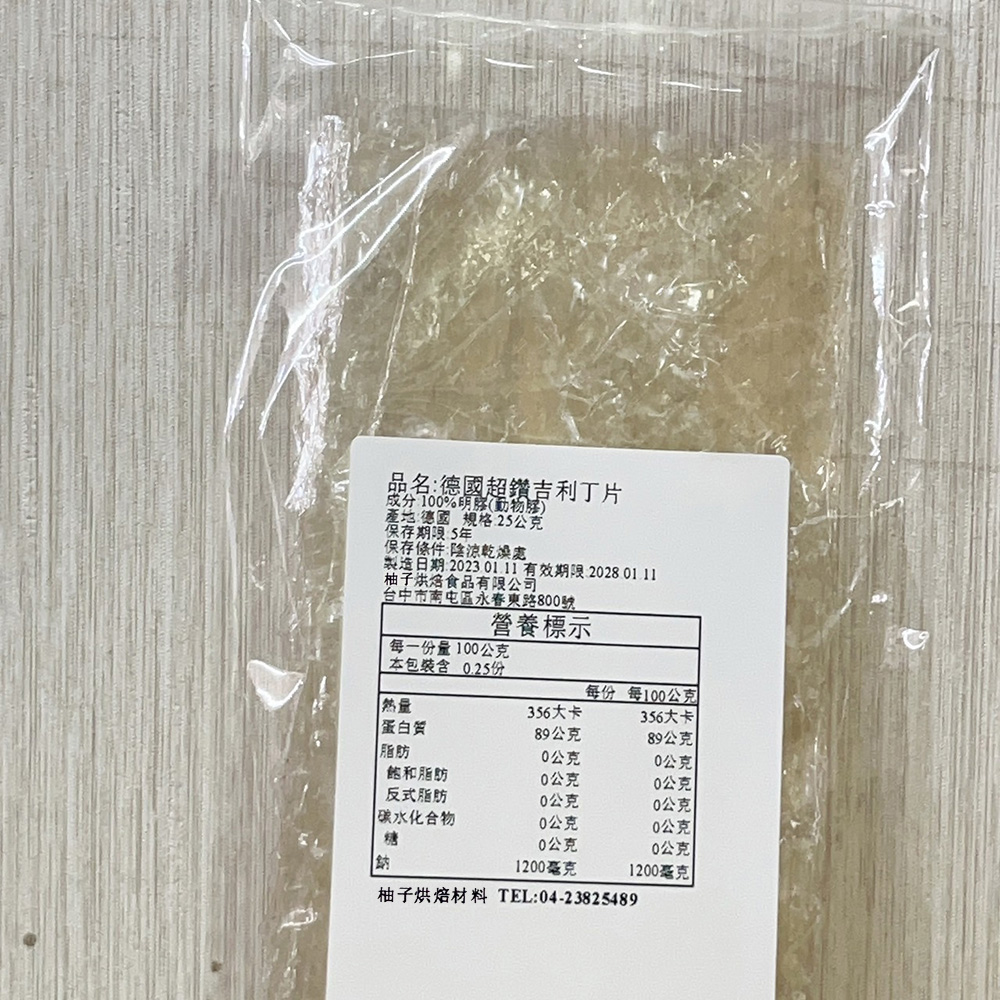 品名:德國超鑽吉利丁片
成分:100%明膠(動物膠)
產地:德國 規格:25公克
保存期限:5年
保存條件:陰涼乾燥處
製造日期:2023.01.11 有效期限:2028.01.11
柚子烘焙食品有限公司
台中市南屯區永春東路800號
營養標示
每一份量 100公克
本包裝含 0.25份
每份 每100公克
熱量 356大卡 356大卡
蛋白質 89公克 89公克
脂肪 0公克 0公克
飽和脂肪 0公克 0公克
反式脂肪 0公克 0公克
碳水化合物 0公克 0公克
糖 0公克 0公克
鈉 1200毫克 1200毫克
柚子烘焙材料 TEL:04-23825489